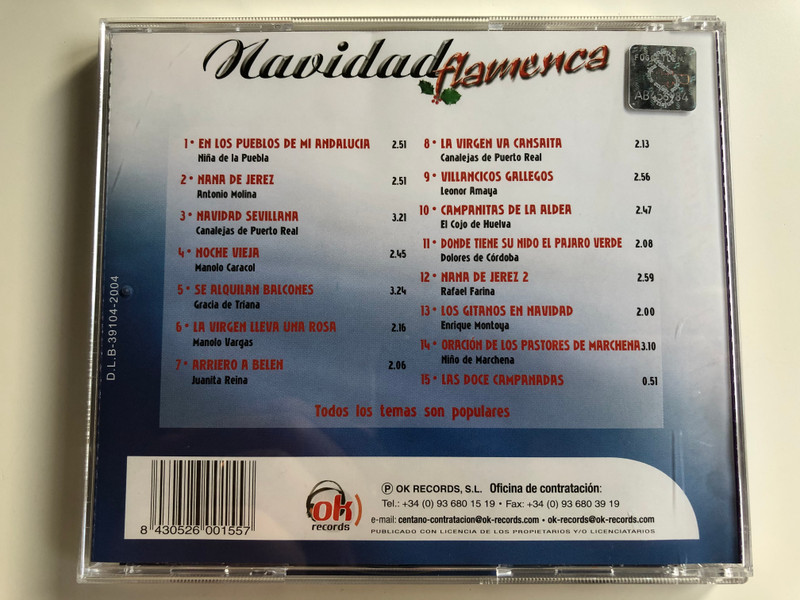 Navidad flamenca
1 • EN LOS PUEBLOS DE MI ANDALUCIA 2.51
Niña de la Puebla
2 • NANA DE JEREZ 2.51
Antonio Molina
3 • NAVIDAD SEVILLANA 3.21
Canalejas de Puerto Real
4 • NOCHE VIEJA 2.45
Manolo Caracol
5 • SE ALQUILAN BALCONES 3.24
Gracia de Triana
6 • LA VIRGEN LLEVA UNA ROSA 2.16
Manolo Vargas
7 • ARRIERO A BELEN 2.06
Juanita Reina
8 • LA VIRGEN VA CANSAITA 2.13
Canalejas de Puerto Real
9 • VILLANCICOS GALLEGOS 2.56
Leonor Amaya
10 • CAMPANITAS DE LA ALDEA 2.47
El Cojo de Huelva
11 • DONDE TIENE SU NIDO EL PAJARO VERDE 2.08
Dolores de Córdoba
12 • NANA DE JEREZ 2 2.59
Rafael Farina
13 • LOS GITANOS EN NAVIDAD 2.00
Enrique Montoya
14 • ORACIÓN DE LOS PASTORES DE MARCHENA 3.10
Niño de Marchena
15 • LAS DOCE CAMPANADAS 0.51
Todos los temas son populares
D.L.B-39104-2004
8 430526 001557
ok
records
Ⓟ OK RECORDS, S.L. Oficina de contratación:
Tel.: +34 (0) 93 680 15 19 • Fax: +34 (0) 93 680 39 19
e-mail: centano-contratacion@ok-records.com • ok-records@ok-records.com
PUBLICADO CON LICENCIA DE LOS PROPIETARIOS Y/O LICENCIATARIOS